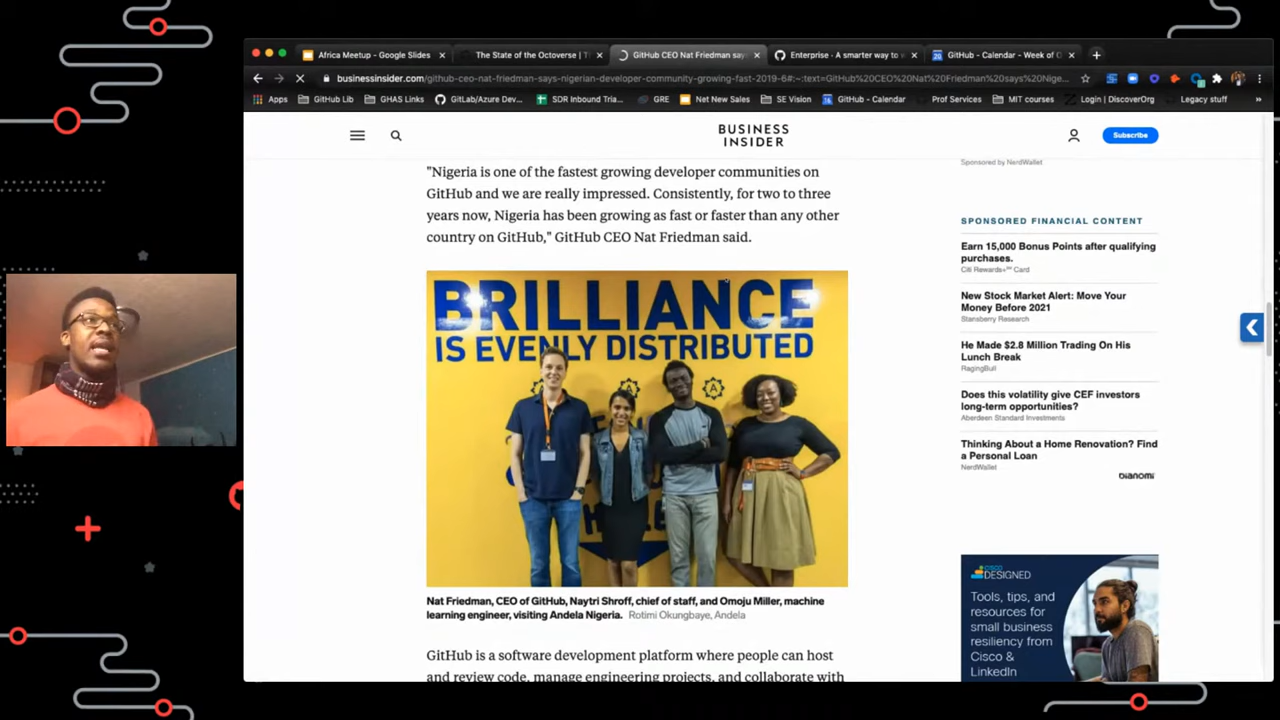 Africa Meetup - Google Slides
The State of the Octoverse | T
GitHub CEO Nat Friedman say
Enterprise - A smarter way to
GitHub - Calendar - Week of
businessinsider.com/github-ceo-nat-friedman-says-nigerian-developer-community-growing-fast-2019-6#:~:text=GitHub%20CEO%20Nat%20Friedman%20says%20Nige...
Apps
GitHub Lib
GHAS Links
GitLab/Azure Dev...
SDR Inbound Tria...
GRE
Net New Sales
SE Vision
GitHub - Calendar
Prof Services
MIT courses
Login | DiscoverOrg
Legacy stuff
»
BUSINESS
INSIDER
Subscribe
Sponsored by NerdWallet
"Nigeria is one of the fastest growing developer communities on
GitHub and we are really impressed. Consistently, for two to three
years now, Nigeria has been growing as fast or faster than any other
country on GitHub," GitHub CEO Nat Friedman said.
BRILLIANCE
IS EVENLY DISTRIBUTED
Nat Friedman, CEO of GitHub, Naytri Shroff, chief of staff, and Omoju Miller, machine
learning engineer, visiting Andela Nigeria. Rotimi Okungbaye, Andela
GitHub is a software development platform where people can host
and review code, manage engineering projects, and collaborate with
SPONSORED FINANCIAL CONTENT
Earn 15,000 Bonus Points after qualifying
purchases.
Citi Rewards+℠ Card
New Stock Market Alert: Move Your
Money Before 2021
Stansberry Research
He Made $2.8 Million Trading On His
Lunch Break
RagingBull
Does this volatility give CEF investors
long-term opportunities?
Aberdeen Standard Investments
Thinking About a Home Renovation? Find
a Personal Loan
NerdWallet
DIANOMI
CISCO
DESIGNED
Tools, tips, and
resources for
small business
resiliency from
Cisco &
LinkedIn